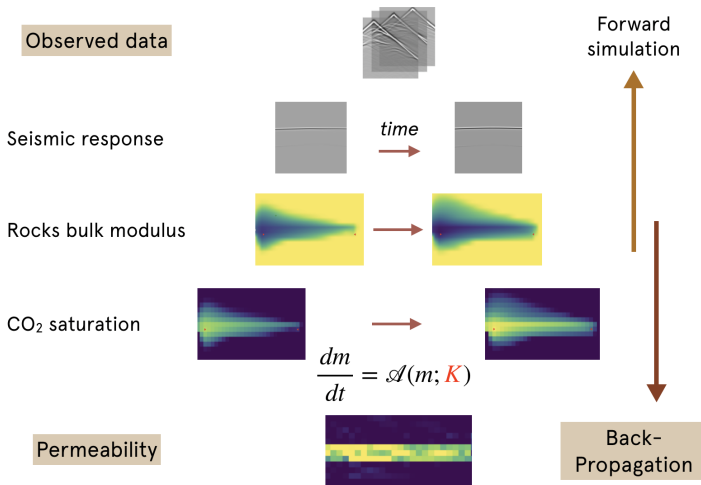 Observed data
Forward
simulation
Seismic response
time
Rocks bulk modulus
CO₂ saturation
dm/dt = 𝒜(m; K)
Permeability
Back-
Propagation